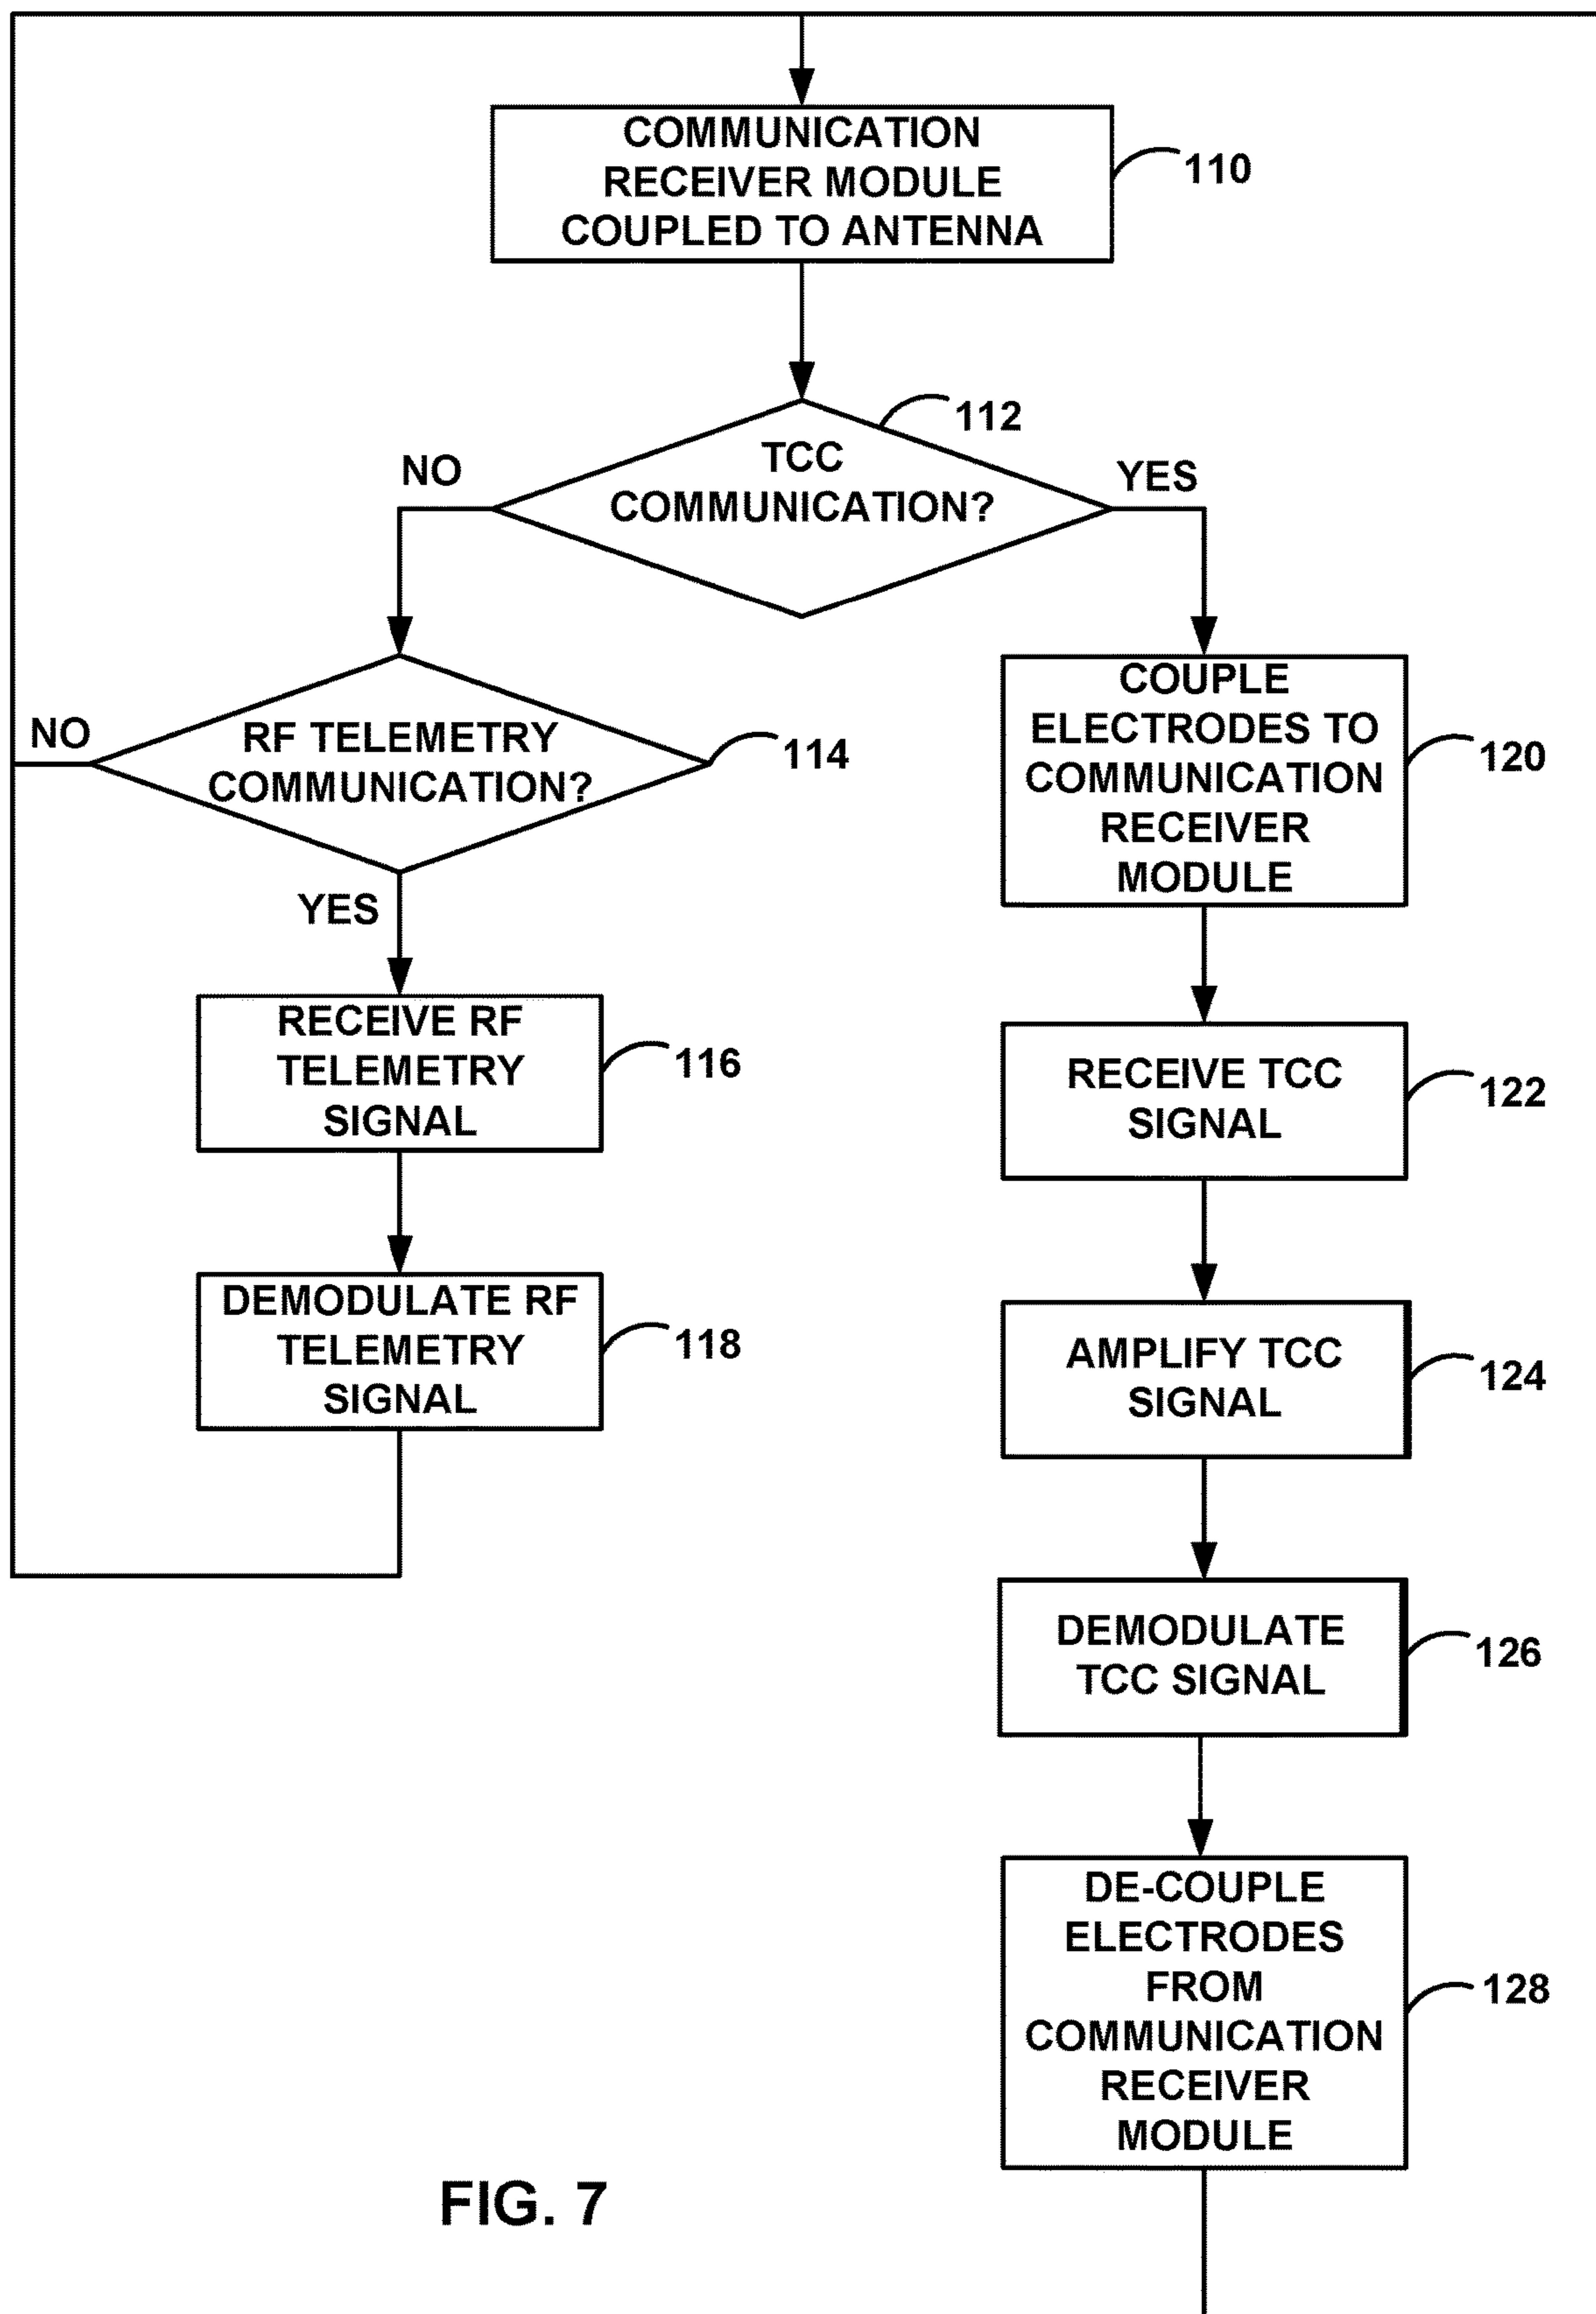 COMMUNICATION
RECEIVER MODULE
COUPLED TO ANTENNA
110
112
TCC
COMMUNICATION?
NO
YES
RF TELEMETRY
COMMUNICATION?
114
NO
YES
RECEIVE RF
TELEMETRY
SIGNAL
116
DEMODULATE RF
TELEMETRY
SIGNAL
118
COUPLE
ELECTRODES TO
COMMUNICATION
RECEIVER
MODULE
120
RECEIVE TCC
SIGNAL
122
AMPLIFY TCC
SIGNAL
124
DEMODULATE
TCC SIGNAL
126
DE-COUPLE
ELECTRODES
FROM
COMMUNICATION
RECEIVER
MODULE
128
FIG. 7